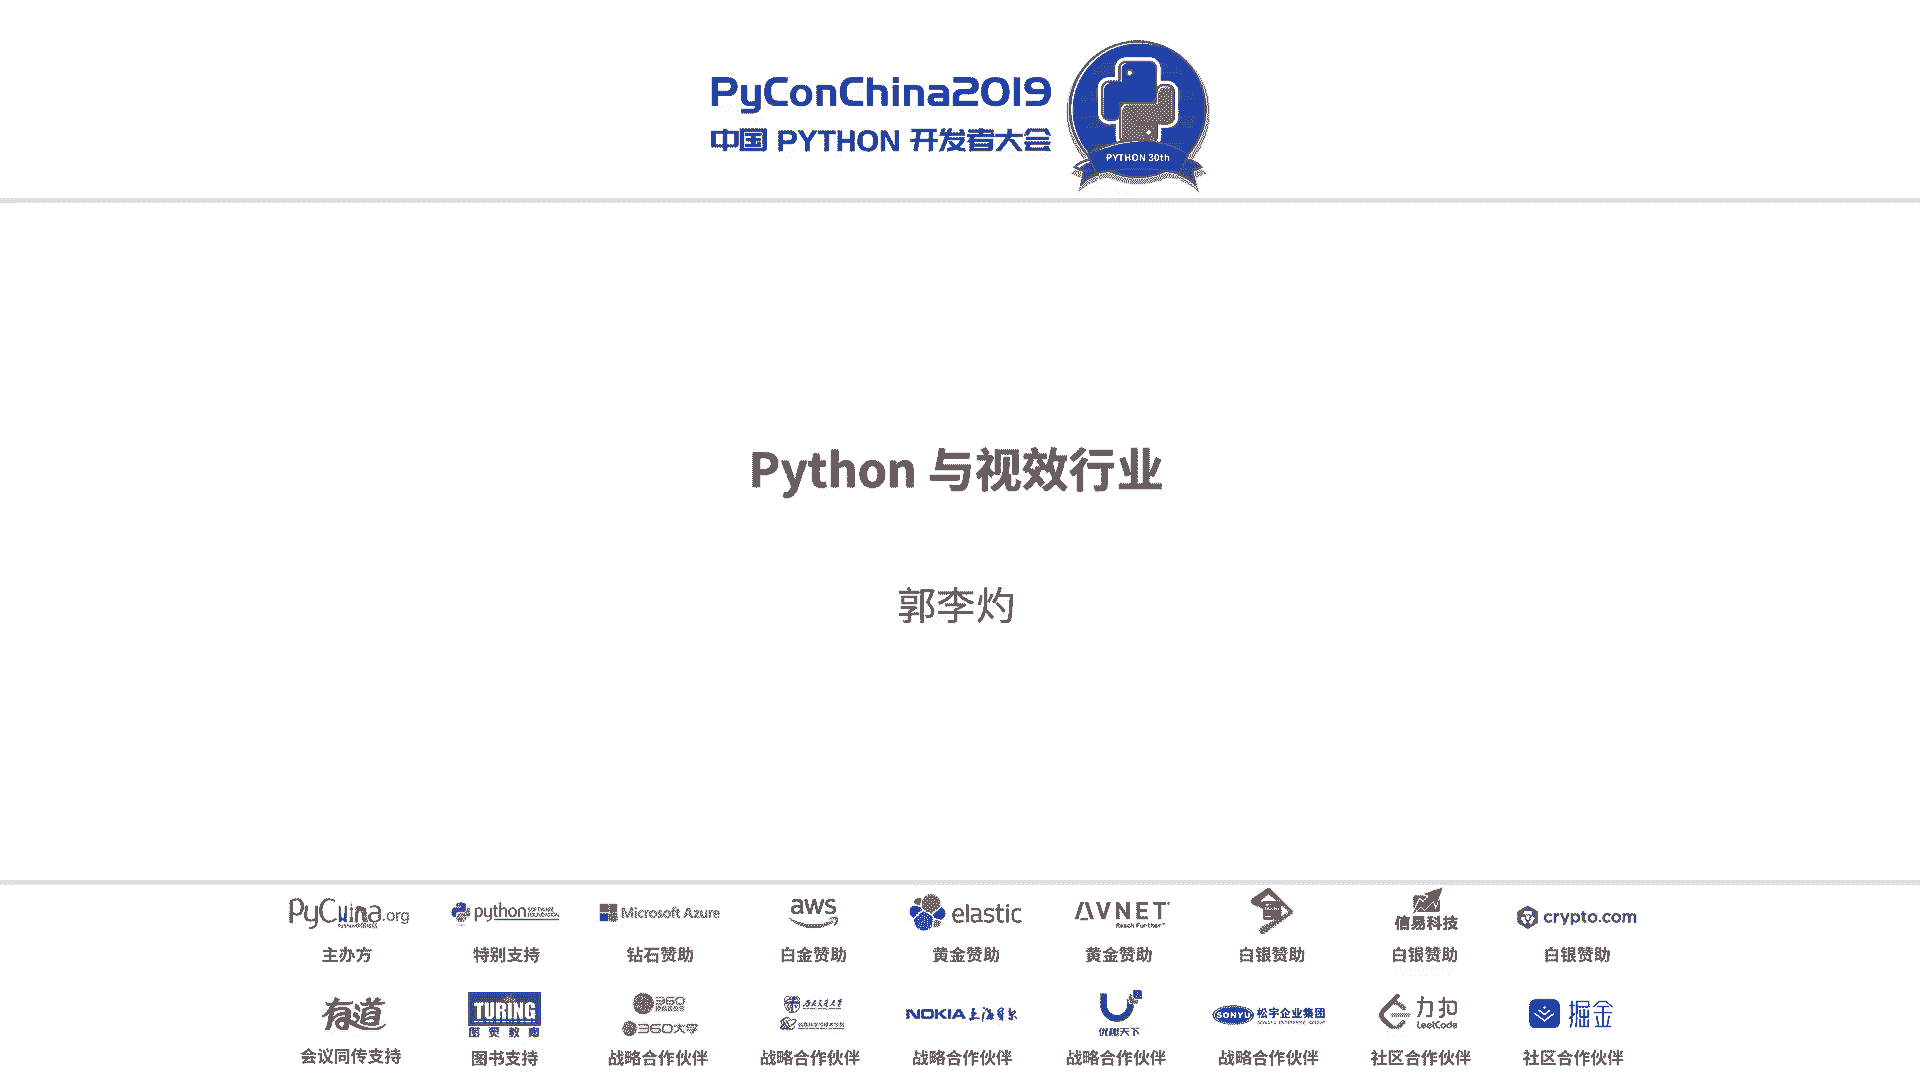 PyConChina2019
中国 PYTHON 开发者大会
PYTHON 30th
Python 与视效行业
郭李灼
PyChina.org
python
Microsoft Azure
aws
elastic
AVNET
Reach Further
信易科技
crypto.com
主办方
特别支持
钻石赞助
白金赞助
黄金赞助
黄金赞助
白银赞助
白银赞助
白银赞助
有道
TURING
图灵教育
360
360大学
NOKIA 上海贝尔
优极天下
SONYU 松宇企业集团
力扣
LeetCode
掘金
会议同传支持
图书支持
战略合作伙伴
战略合作伙伴
战略合作伙伴
战略合作伙伴
战略合作伙伴
社区合作伙伴
社区合作伙伴